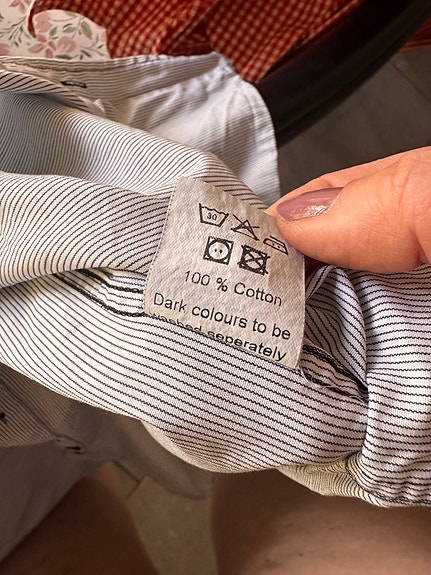 30
100 % Cotton
Dark colours to be
washed seperately